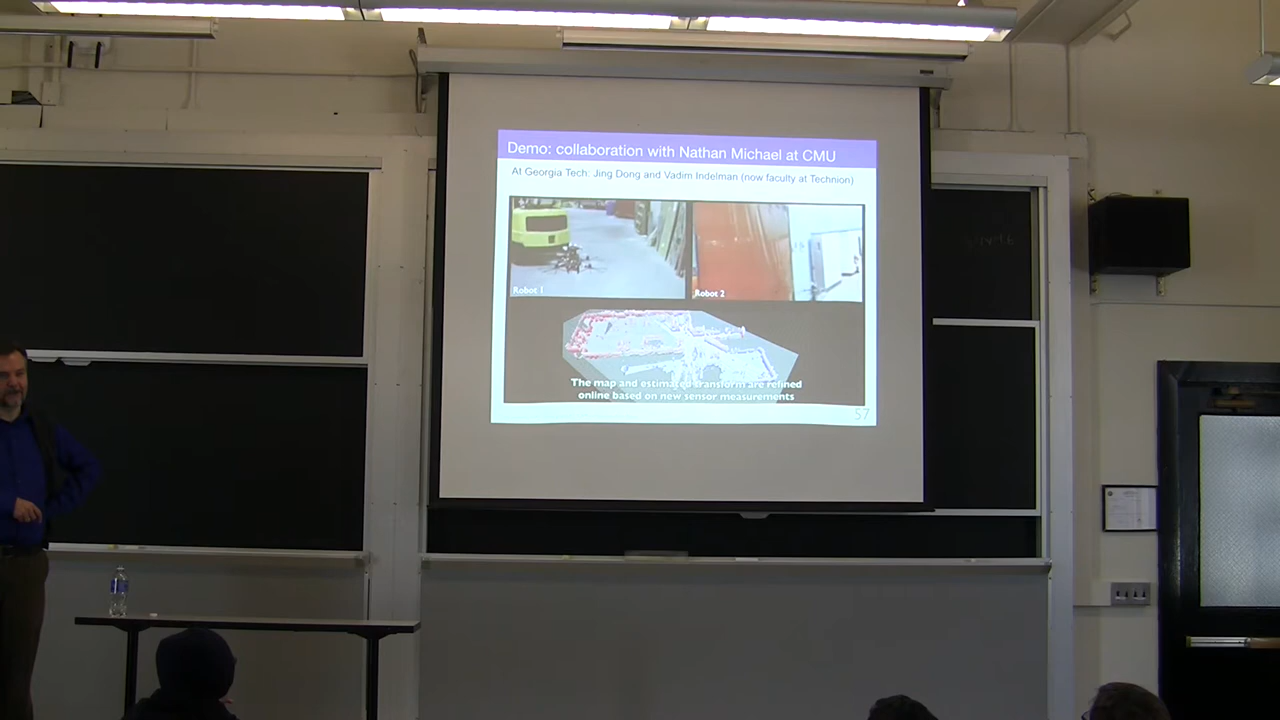 Demo: collaboration with Nathan Michael at CMU
At Georgia Tech: Jing Dong and Vadim Indelman (now faculty at Technion)
Robot 1
Robot 2
The map and estimated transform are refined
online based on new sensor measurements
57